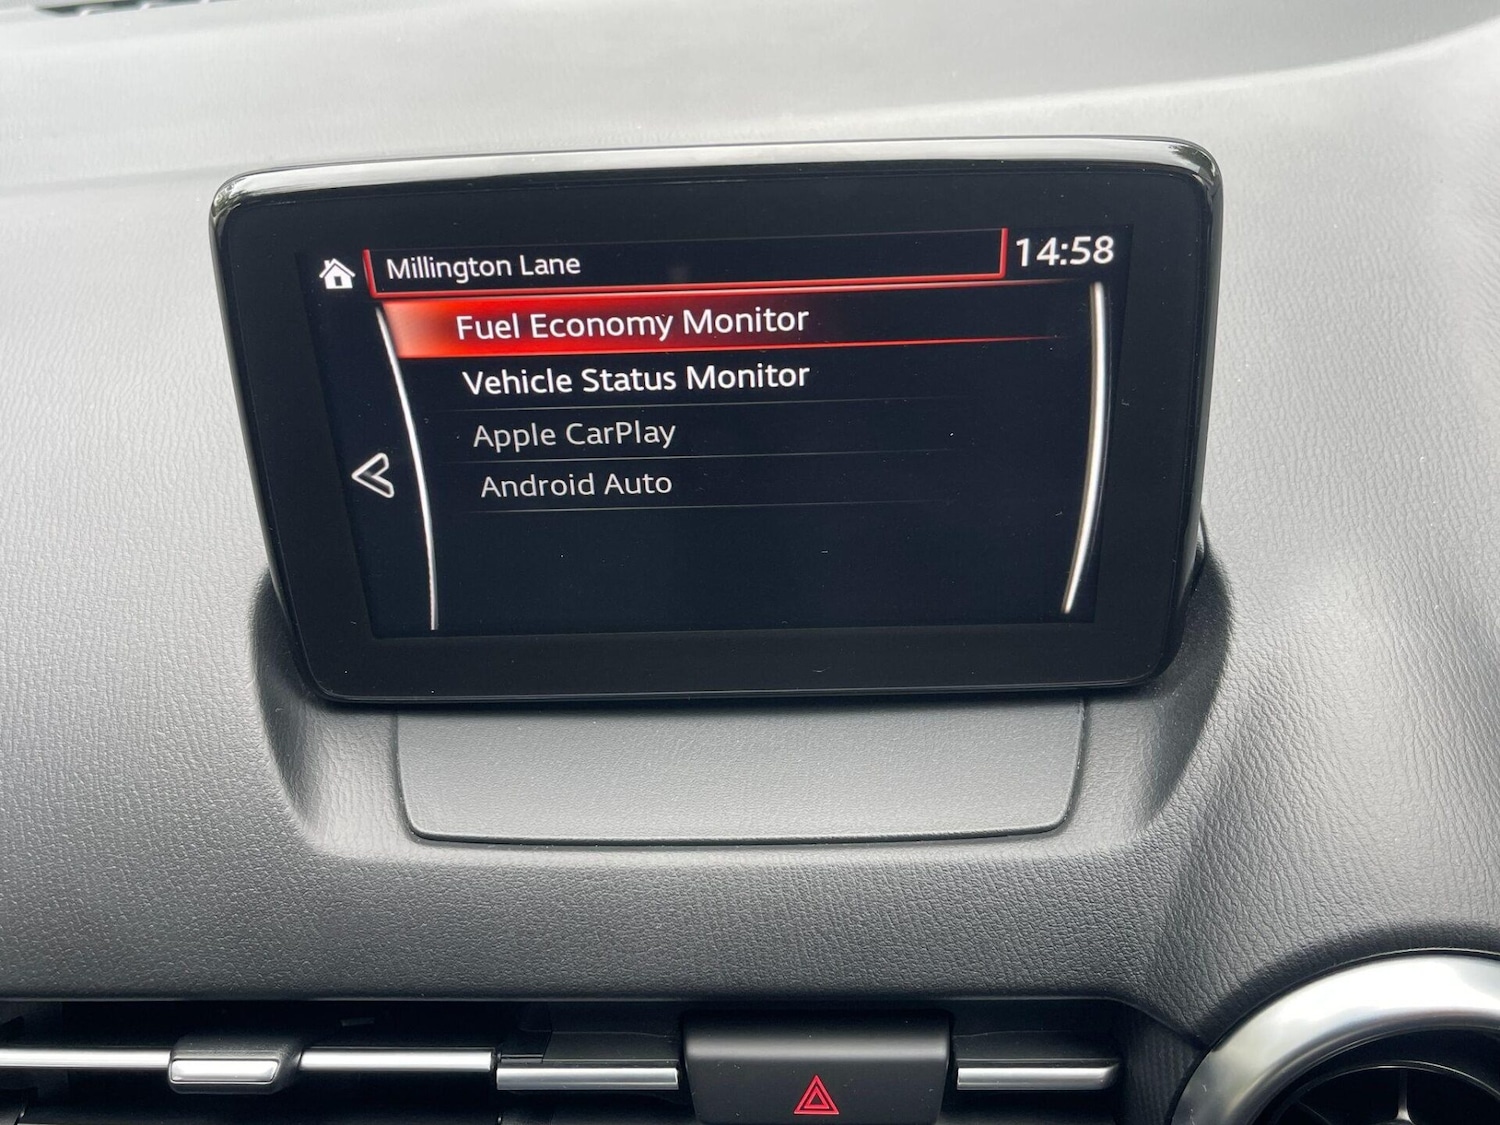 Millington Lane
14:58
Fuel Economy Monitor
Vehicle Status Monitor
Apple CarPlay
Android Auto